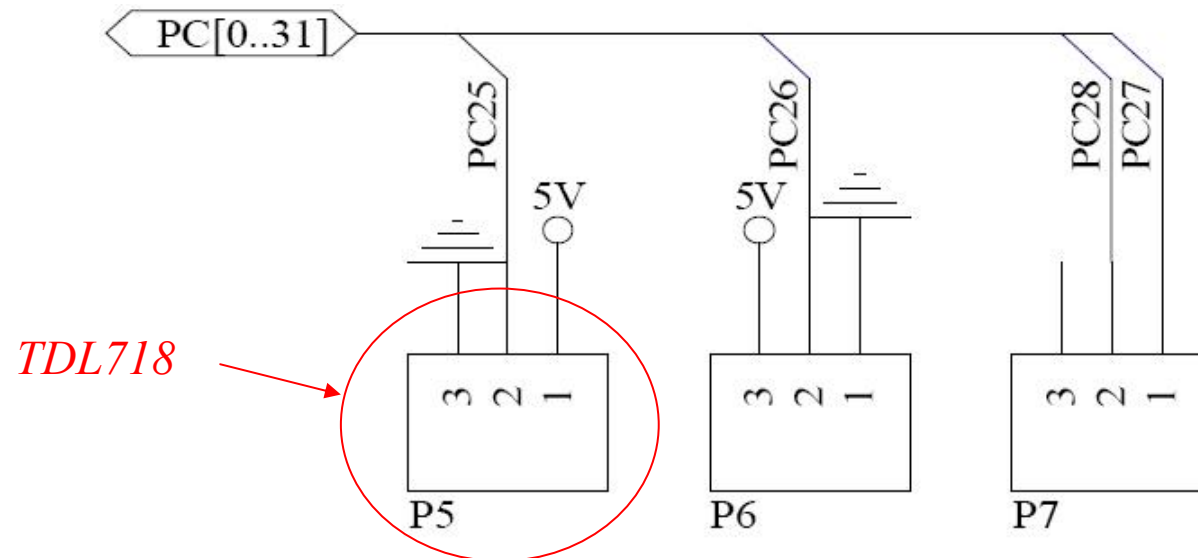 PC[0..31]
PC25
PC26
PC28
PC27
5V
5V
TDL718
3 2 1
3 2 1
3 2 1
P5
P6
P7